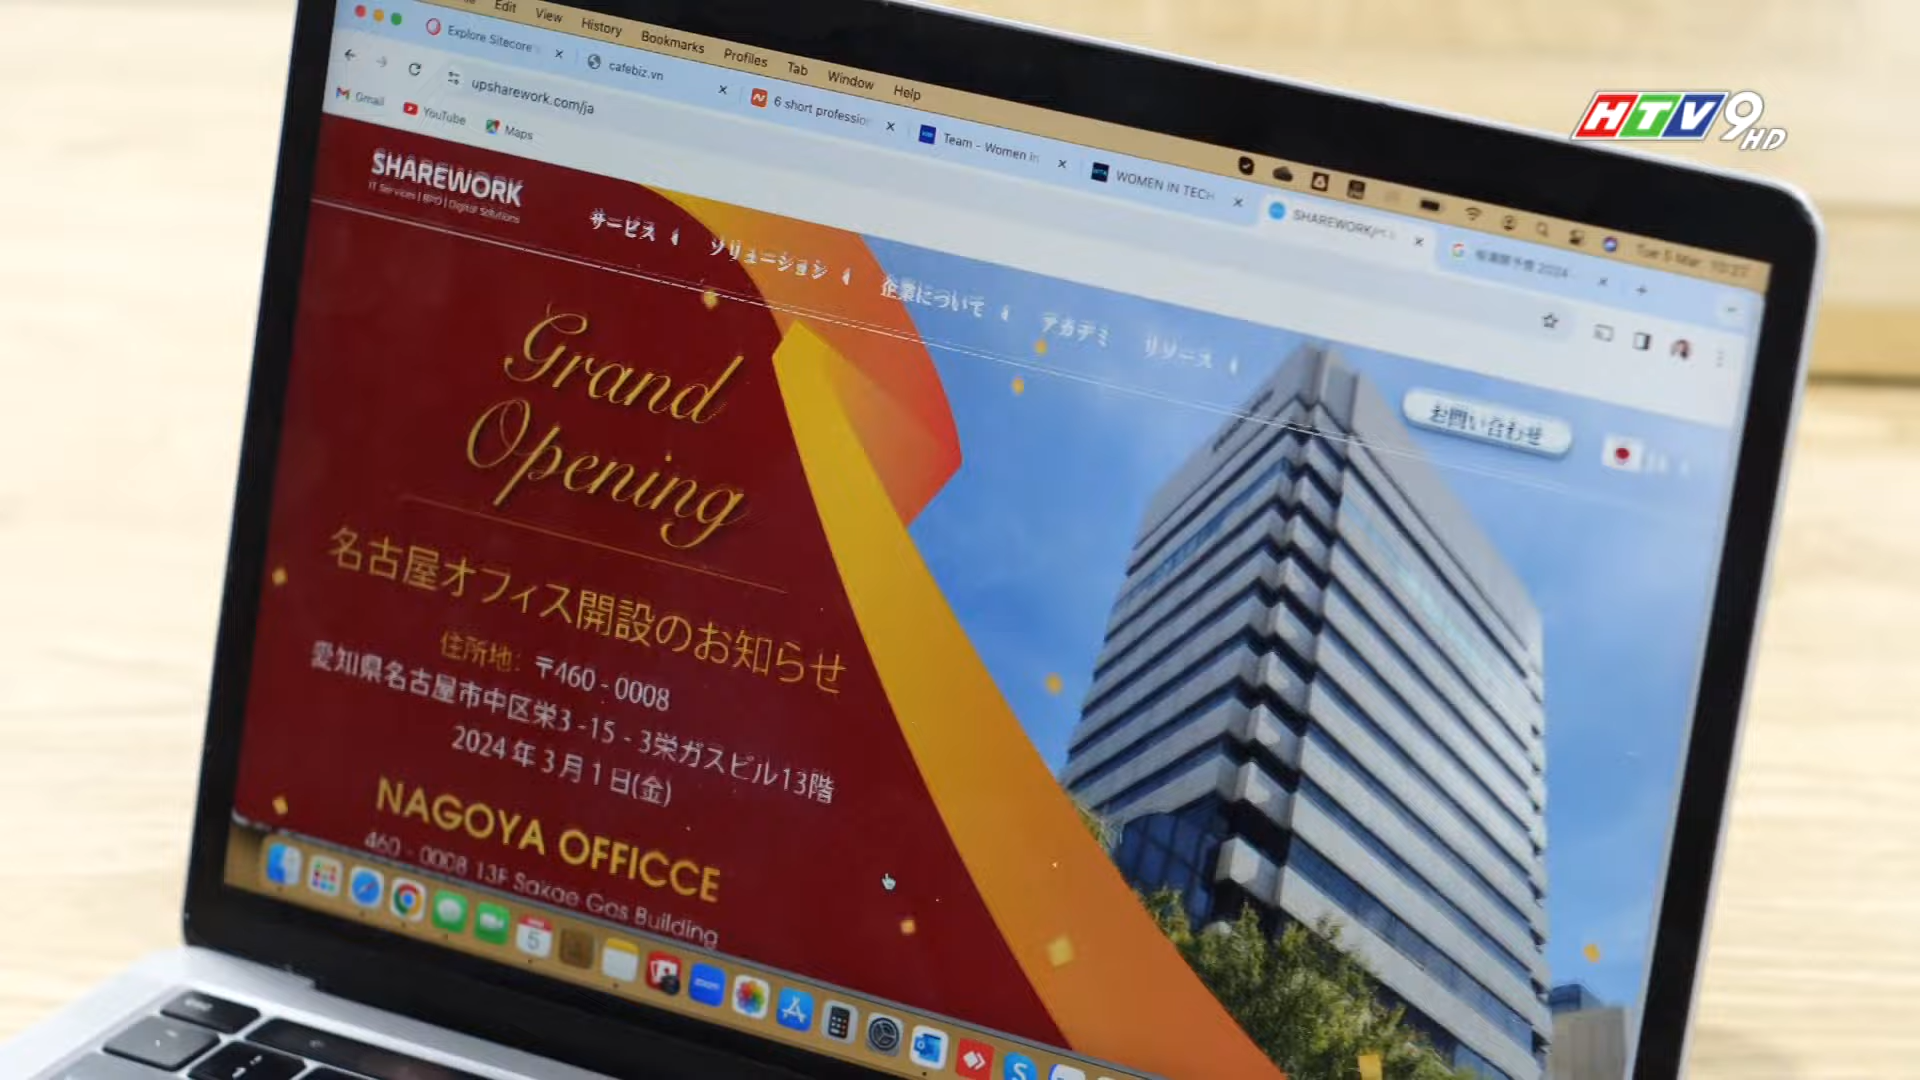 Edit View History Bookmarks Profiles Tab Window Help
HTV9 HD
Explore Sitecore
cafebiz.vn
6 short profession
Team - Women in
WOMEN IN TECH
SHAREWORK
upsharework.com/ja
Gmail YouTube Maps
SHAREWORK
IT Services | BPO | Digital Solutions
サービス ソリューション 企業について アカデミ リソース
お問い合わせ
Grand
Opening
名古屋オフィス開設のお知らせ
住所地: 〒460 - 0008
愛知県名古屋市中区栄3 - 15 - 3栄ガスビル13階
2024年3月1日(金)
NAGOYA OFFICCE
460 - 0008 13F Sakae Gas Building
5
zoom